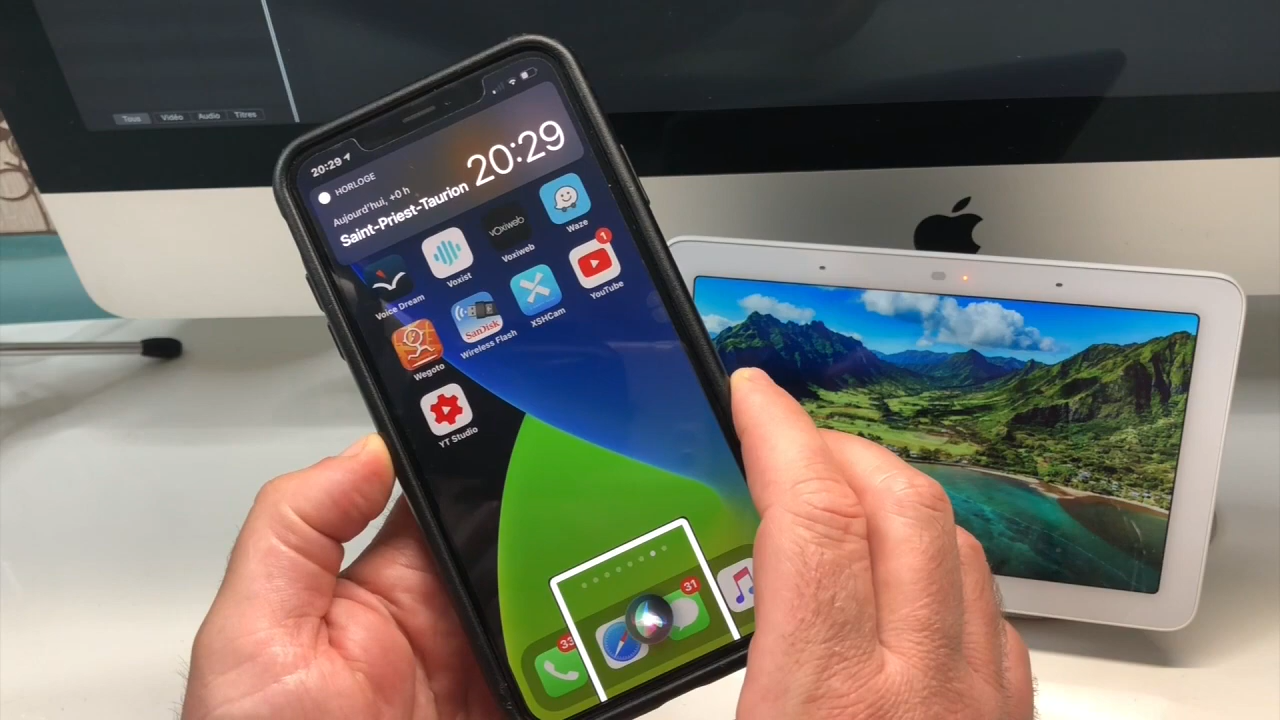 Tous Vidéo Audio Titres
20:29
HORLOGE
Aujourd'hui, +0 h
Saint-Priest-Taurion
20:29
Voice Dream
Voxist
voxiweb
Voxiweb
Waze
Wegoto
SanDisk
Wireless Flash
XSHCam
1
YouTube
YT Studio
33
31